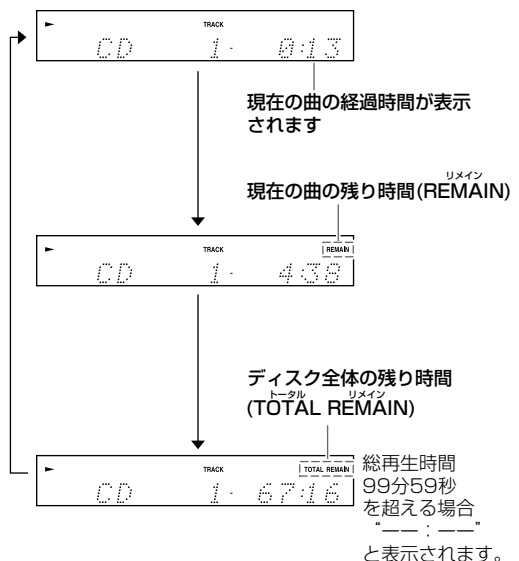 TRACK
CD 1- 0:13
現在の曲の経過時間が表示
されます
リメイン
現在の曲の残り時間(REMAIN)
TRACK REMAIN
CD 1- 4:38
ディスク全体の残り時間
トータル リメイン
(TOTAL REMAIN)
TRACK TOTAL REMAIN
CD 1- 67:16
総再生時間
99分59秒
を超える場合
“——:——”
と表示されます。